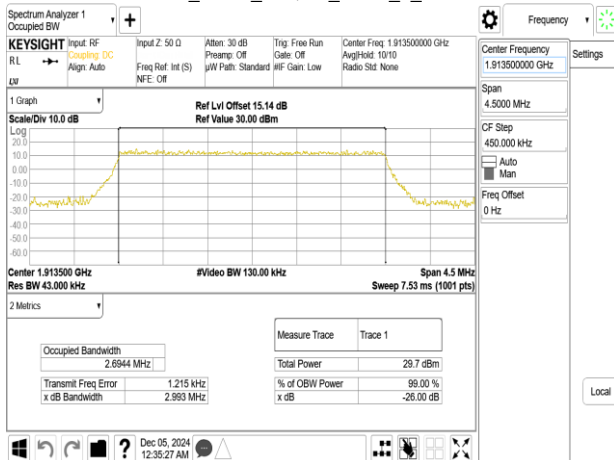 Spectrum Analyzer 1
Occupied BW
+
Frequency
KEYSIGHT
RL
Input: RF
Coupling: DC
Align: Auto
Input Z: 50 Ω
Freq Ref: Int (S)
NFE: Off
Atten: 30 dB
Preamp: Off
µW Path: Standard
Trig: Free Run
Gate: Off
#IF Gain: Low
Center Freq: 1.913500000 GHz
Avg|Hold: 10/10
Radio Std: None
Center Frequency
1.913500000 GHz
Settings
Span
4.5000 MHz
CF Step
450.000 kHz
Auto
Man
Freq Offset
0 Hz
Local
1 Graph
Scale/Div 10.0 dB
Ref Lvl Offset 15.14 dB
Ref Value 30.00 dBm
Log
20.0
10.0
0.00
-10.0
-20.0
-30.0
-40.0
-50.0
-60.0
Center 1.913500 GHz
#Video BW 130.00 kHz
Span 4.5 MHz
Res BW 43.000 kHz
Sweep 7.53 ms (1001 pts)
2 Metrics
Measure Trace Trace 1
Occupied Bandwidth
2.6944 MHz
Total Power 29.7 dBm
Transmit Freq Error 1.215 kHz
% of OBW Power 99.00 %
x dB Bandwidth 2.993 MHz
x dB -26.00 dB
?
Dec 05, 2024
12:35:27 AM